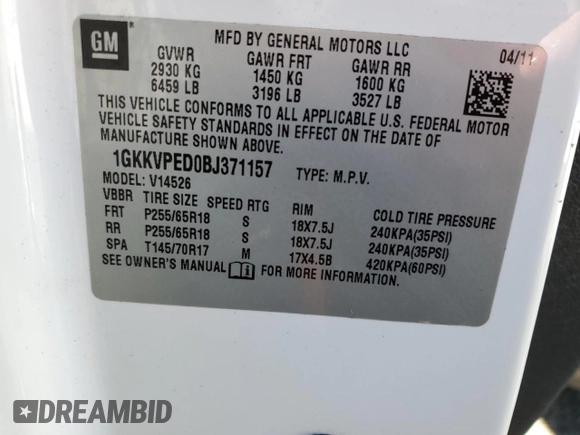 GM
MFD BY GENERAL MOTORS LLC
04/11
GVWR GAWR FRT GAWR RR
2930 KG 1450 KG 1600 KG
6459 LB 3196 LB 3527 LB
THIS VEHICLE CONFORMS TO ALL APPLICABLE U.S. FEDERAL MOTOR
VEHICLE SAFETY STANDARDS IN EFFECT ON THE DATE OF
MANUFACTURE SHOWN ABOVE.
1GKKVPED0BJ371157 TYPE: M.P.V.
MODEL: V14526
VBBR TIRE SIZE SPEED RTG RIM COLD TIRE PRESSURE
FRT P255/65R18 S 18X7.5J 240KPA(35PSI)
RR P255/65R18 S 18X7.5J 240KPA(35PSI)
SPA T145/70R17 M 17X4.5B 420KPA(60PSI)
SEE OWNER'S MANUAL FOR MORE INFORMATION.
DREAMBID